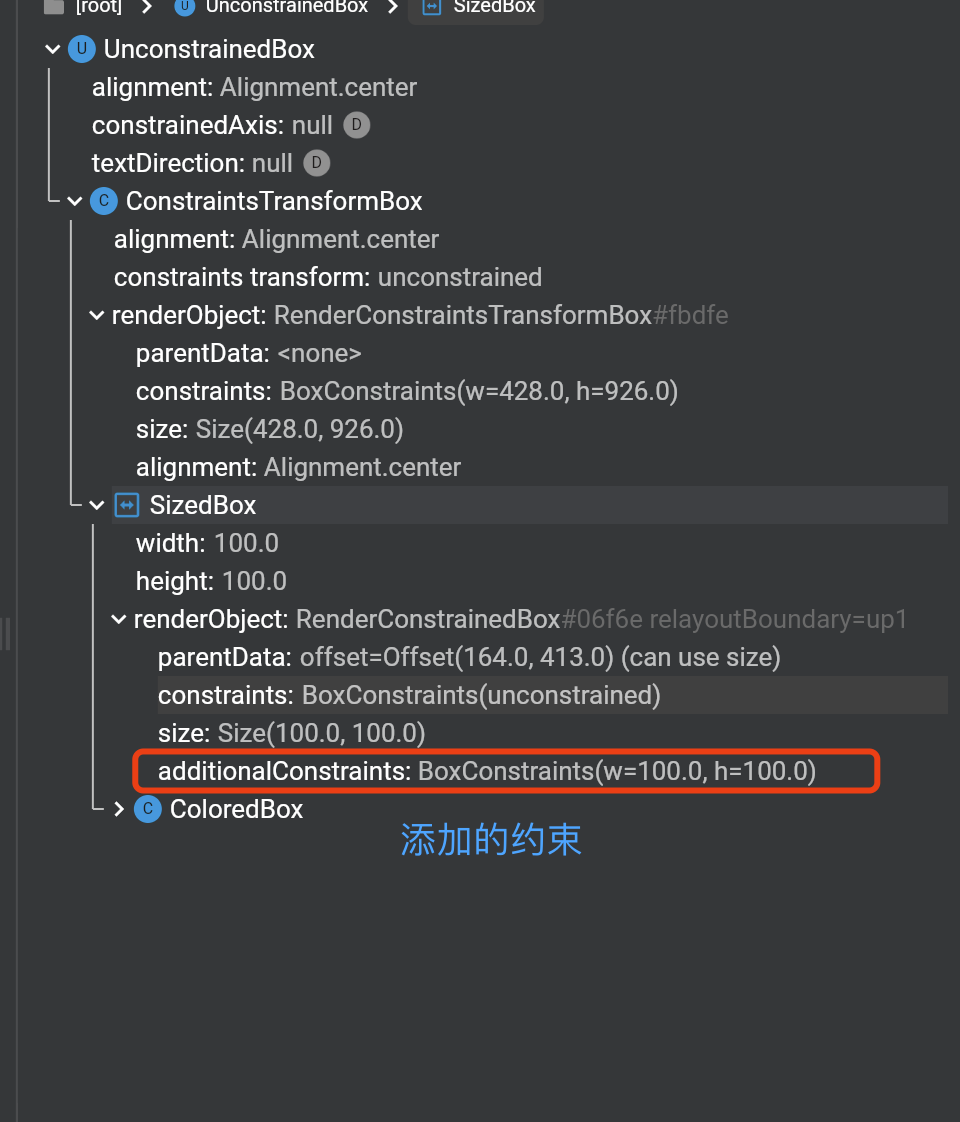 [root] UnconstrainedBox SizedBox
UnconstrainedBox
alignment: Alignment.center
constrainedAxis: null D
textDirection: null D
ConstraintsTransformBox
alignment: Alignment.center
constraints transform: unconstrained
renderObject: RenderConstraintsTransformBox#fbdfe
parentData: <none>
constraints: BoxConstraints(w=428.0, h=926.0)
size: Size(428.0, 926.0)
alignment: Alignment.center
SizedBox
width: 100.0
height: 100.0
renderObject: RenderConstrainedBox#06f6e relayoutBoundary=up1
parentData: offset=Offset(164.0, 413.0) (can use size)
constraints: BoxConstraints(unconstrained)
size: Size(100.0, 100.0)
additionalConstraints: BoxConstraints(w=100.0, h=100.0)
ColoredBox
添加的约束